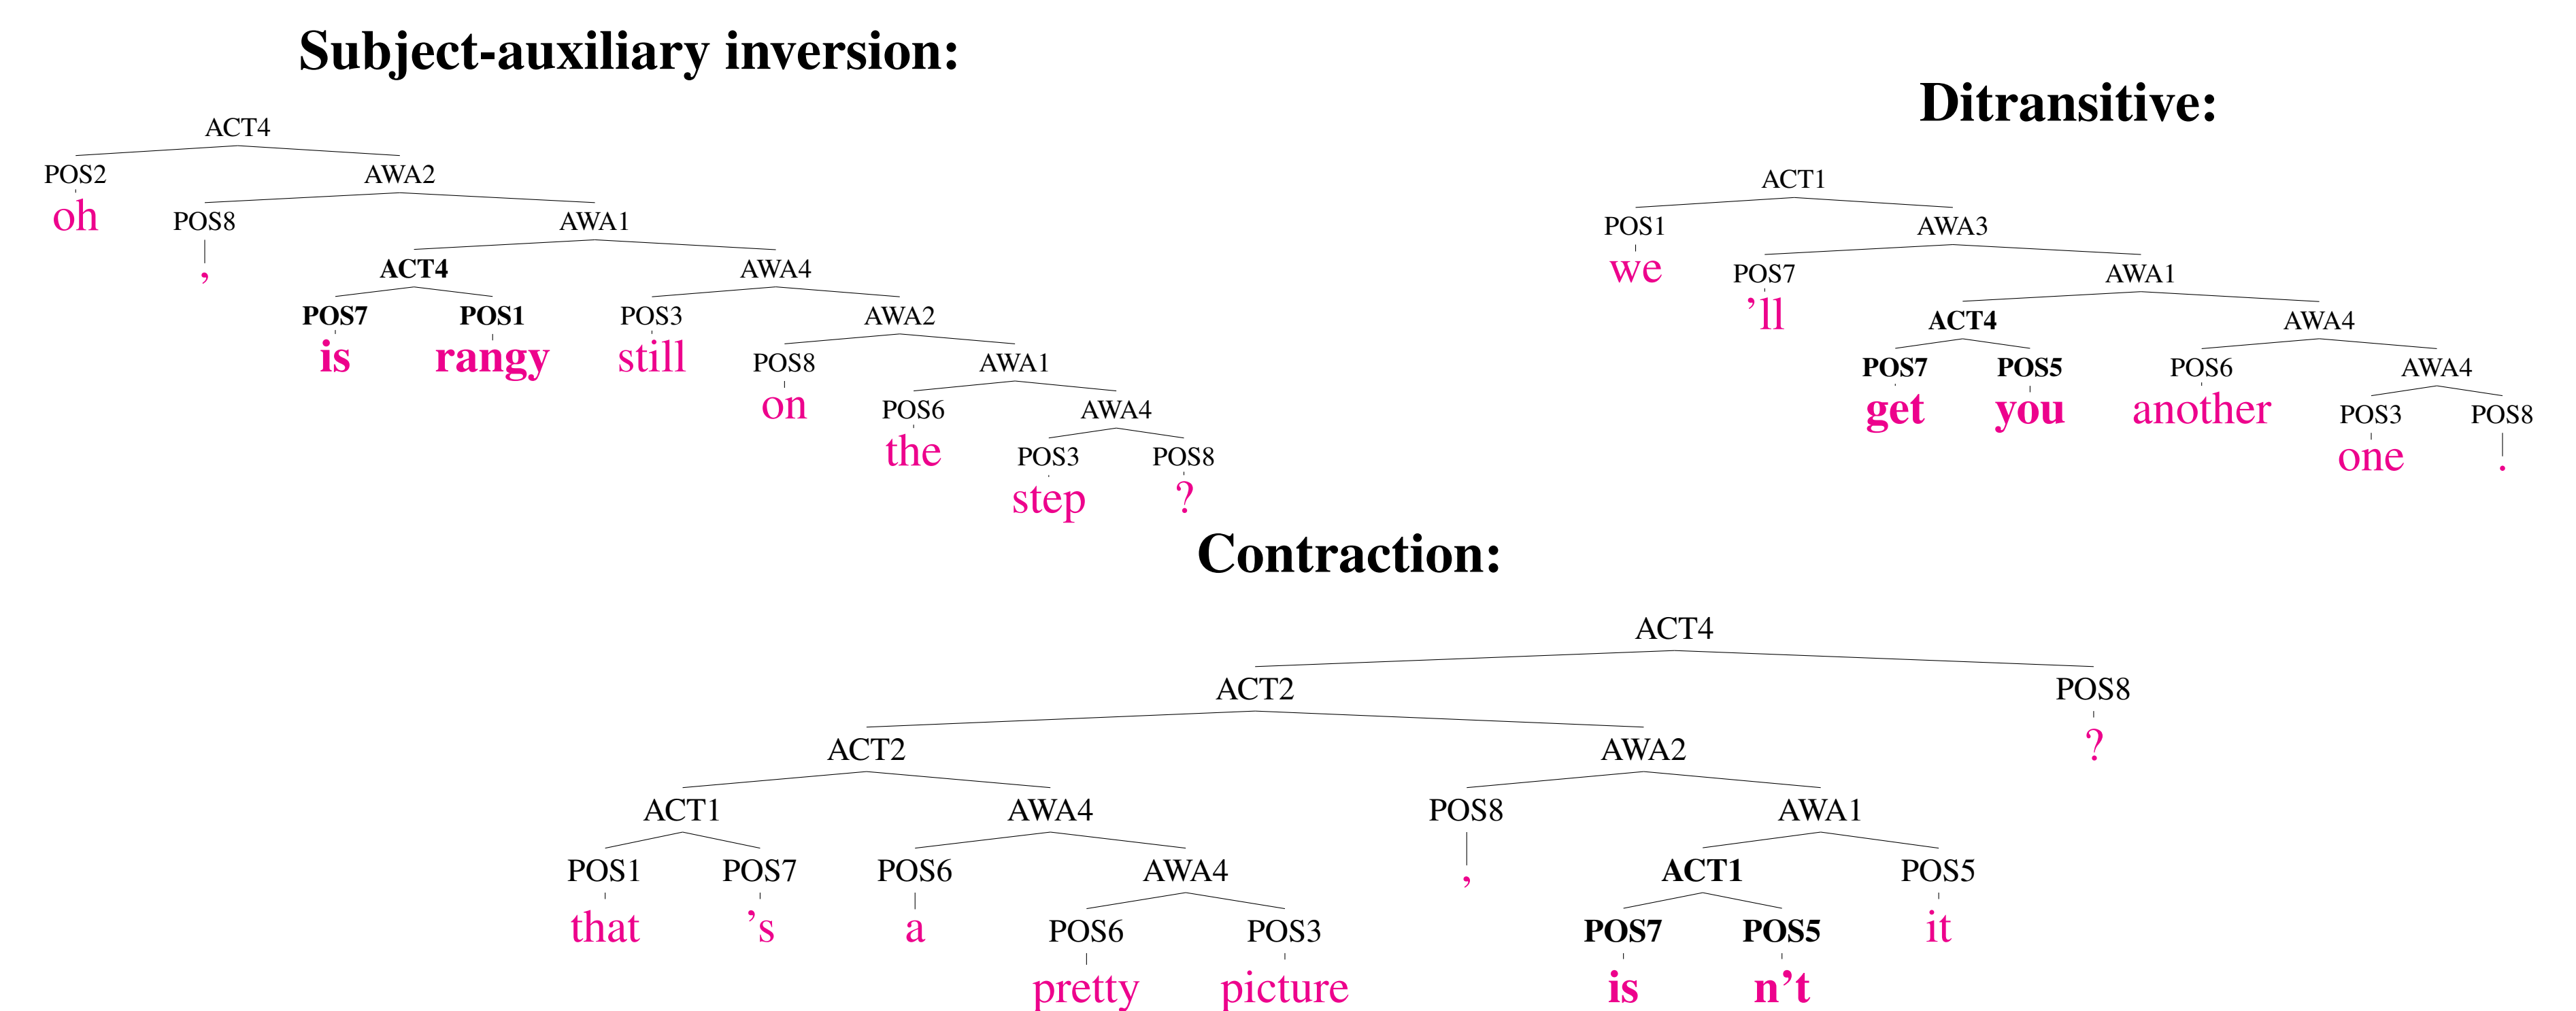 Subject-auxiliary inversion:
ACT4
POS2 AWA2
oh POS8 AWA1
, ACT4 AWA4
POS7 POS1 POS3 AWA2
is rangy still POS8 AWA1
on POS6 AWA4
the POS3 POS8
step ?
Ditransitive:
ACT1
POS1 AWA3
we POS7 AWA1
’ll ACT4 AWA4
POS7 POS5 POS6 AWA4
get you another POS3 POS8
one .
Contraction:
ACT4
ACT2 POS8
ACT2 AWA2 ?
ACT1 AWA4 POS8 AWA1
POS1 POS7 POS6 AWA4 , ACT1 POS5
that ’s a POS6 POS3 POS7 POS5 it
pretty picture is n’t